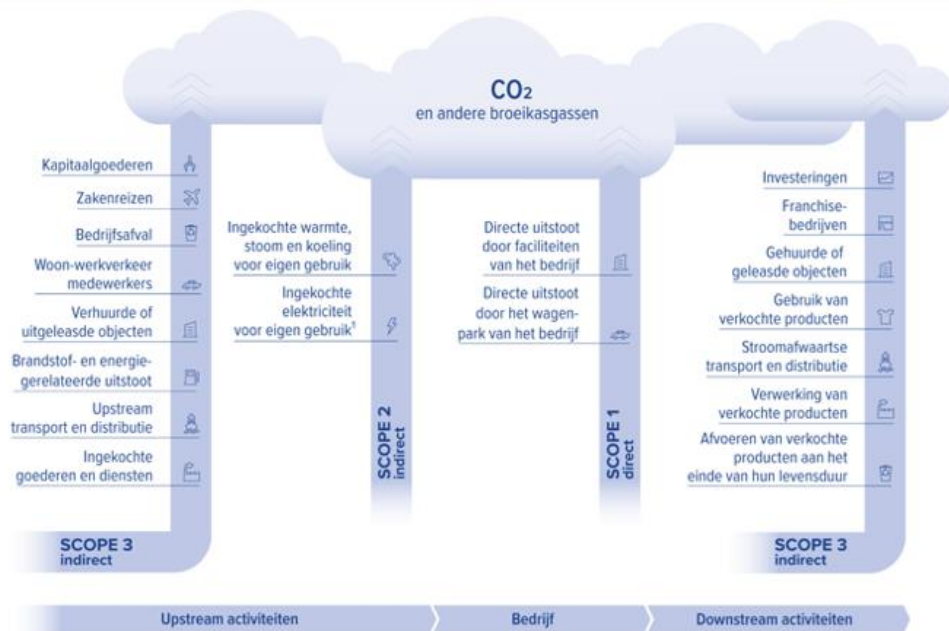 CO₂
en andere broeikasgassen
Kapitaalgoederen
Zakenreizen
Bedrijfsafval
Woon-werkverkeer
medewerkers
Verhuurde of
uitgeleasde objecten
Brandstof- en energie-
gerelateerde uitstoot
Upstream
transport en distributie
Ingekochte
goederen en diensten
SCOPE 3
indirect
Ingekochte warmte,
stoom en koeling
voor eigen gebruik
Ingekochte
elektriciteit
voor eigen gebruik¹
SCOPE 2
indirect
Directe uitstoot
door faciliteiten
van het bedrijf
Directe uitstoot
door het wagen-
park van het bedrijf
SCOPE 1
direct
Investeringen
Franchise-
bedrijven
Gehuurde of
geleasde objecten
Gebruik van
verkochte producten
Stroomafwaartse
transport en distributie
Verwerking van
verkochte producten
Afvoeren van verkochte
producten aan het
einde van hun levensduur
SCOPE 3
indirect
Upstream activiteiten
Bedrijf
Downstream activiteiten